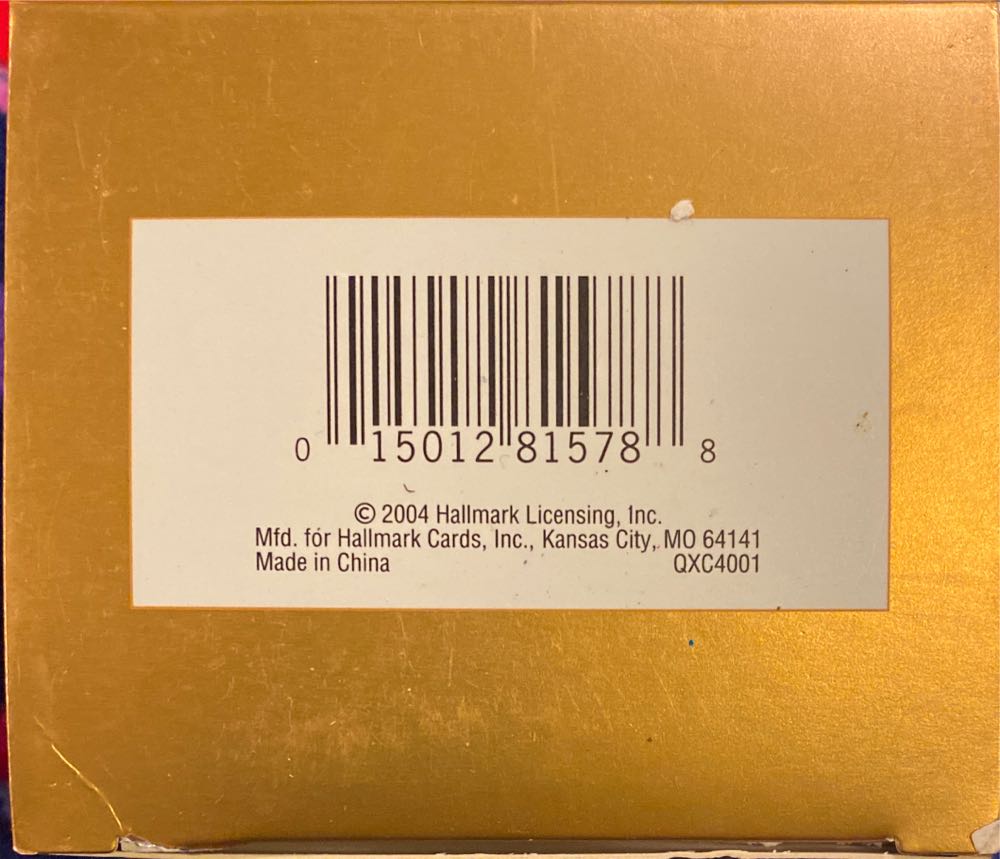 0 15012 81578 8
© 2004 Hallmark Licensing, Inc.
Mfd. for Hallmark Cards, Inc., Kansas City, MO 64141
Made in China QXC4001